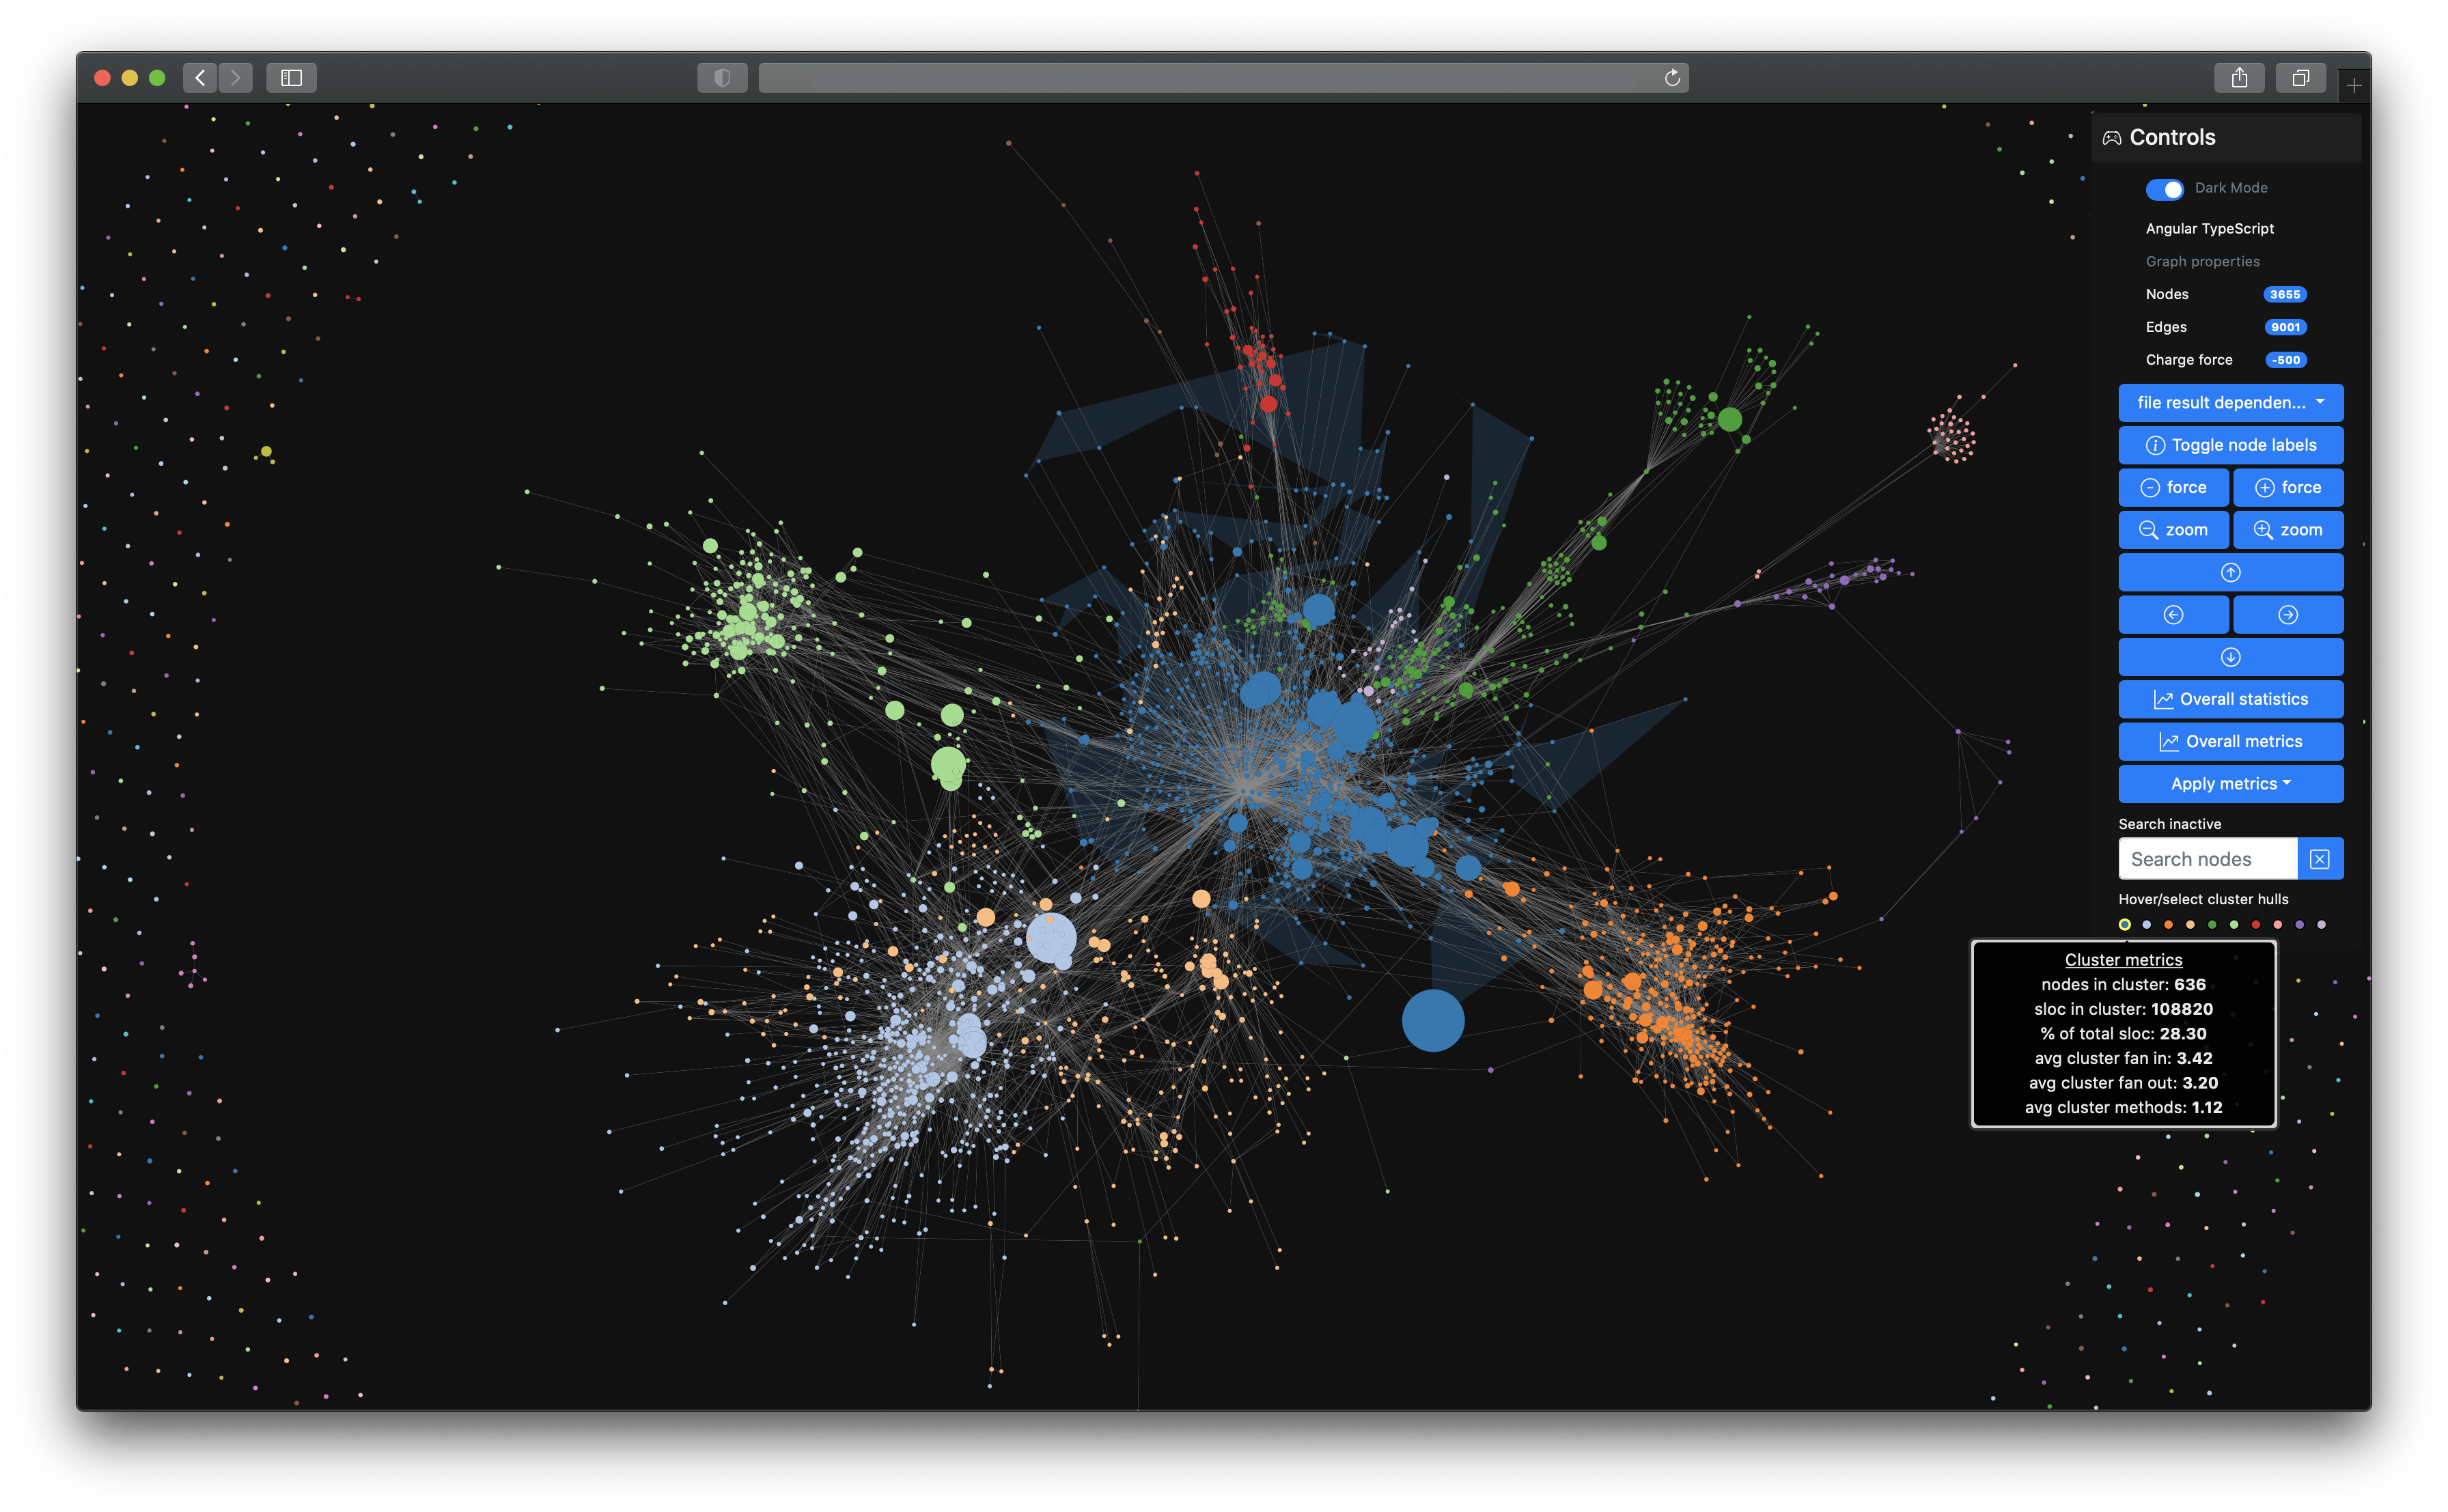 Controls
Dark Mode
Angular TypeScript
Graph properties
Nodes 3655
Edges 9001
Charge force -500
file result dependen...
Toggle node labels
force force
zoom zoom
Overall statistics
Overall metrics
Apply metrics
Search inactive
Search nodes
Hover/select cluster hulls
Cluster metrics
nodes in cluster: 636
sloc in cluster: 108820
% of total sloc: 28.30
avg cluster fan in: 3.42
avg cluster fan out: 3.20
avg cluster methods: 1.12